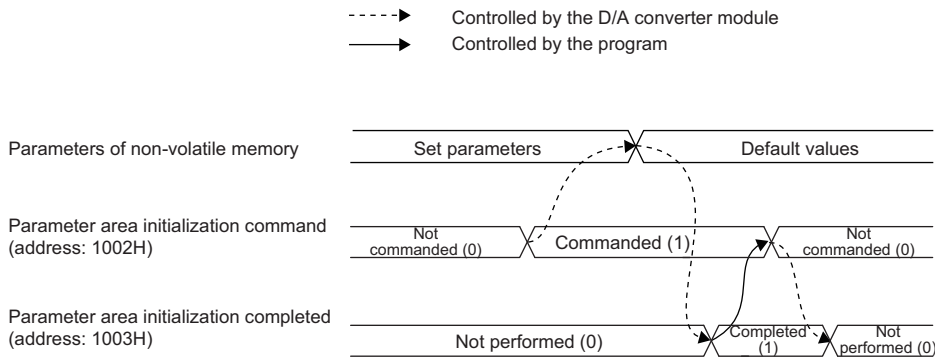 Controlled by the D/A converter module
Controlled by the program
Parameters of non-volatile memory
Set parameters
Default values
Parameter area initialization command
(address: 1002H)
Not
commanded (0)
Commanded (1)
Not
commanded (0)
Parameter area initialization completed
(address: 1003H)
Not performed (0)
Completed
(1)
Not
performed (0)